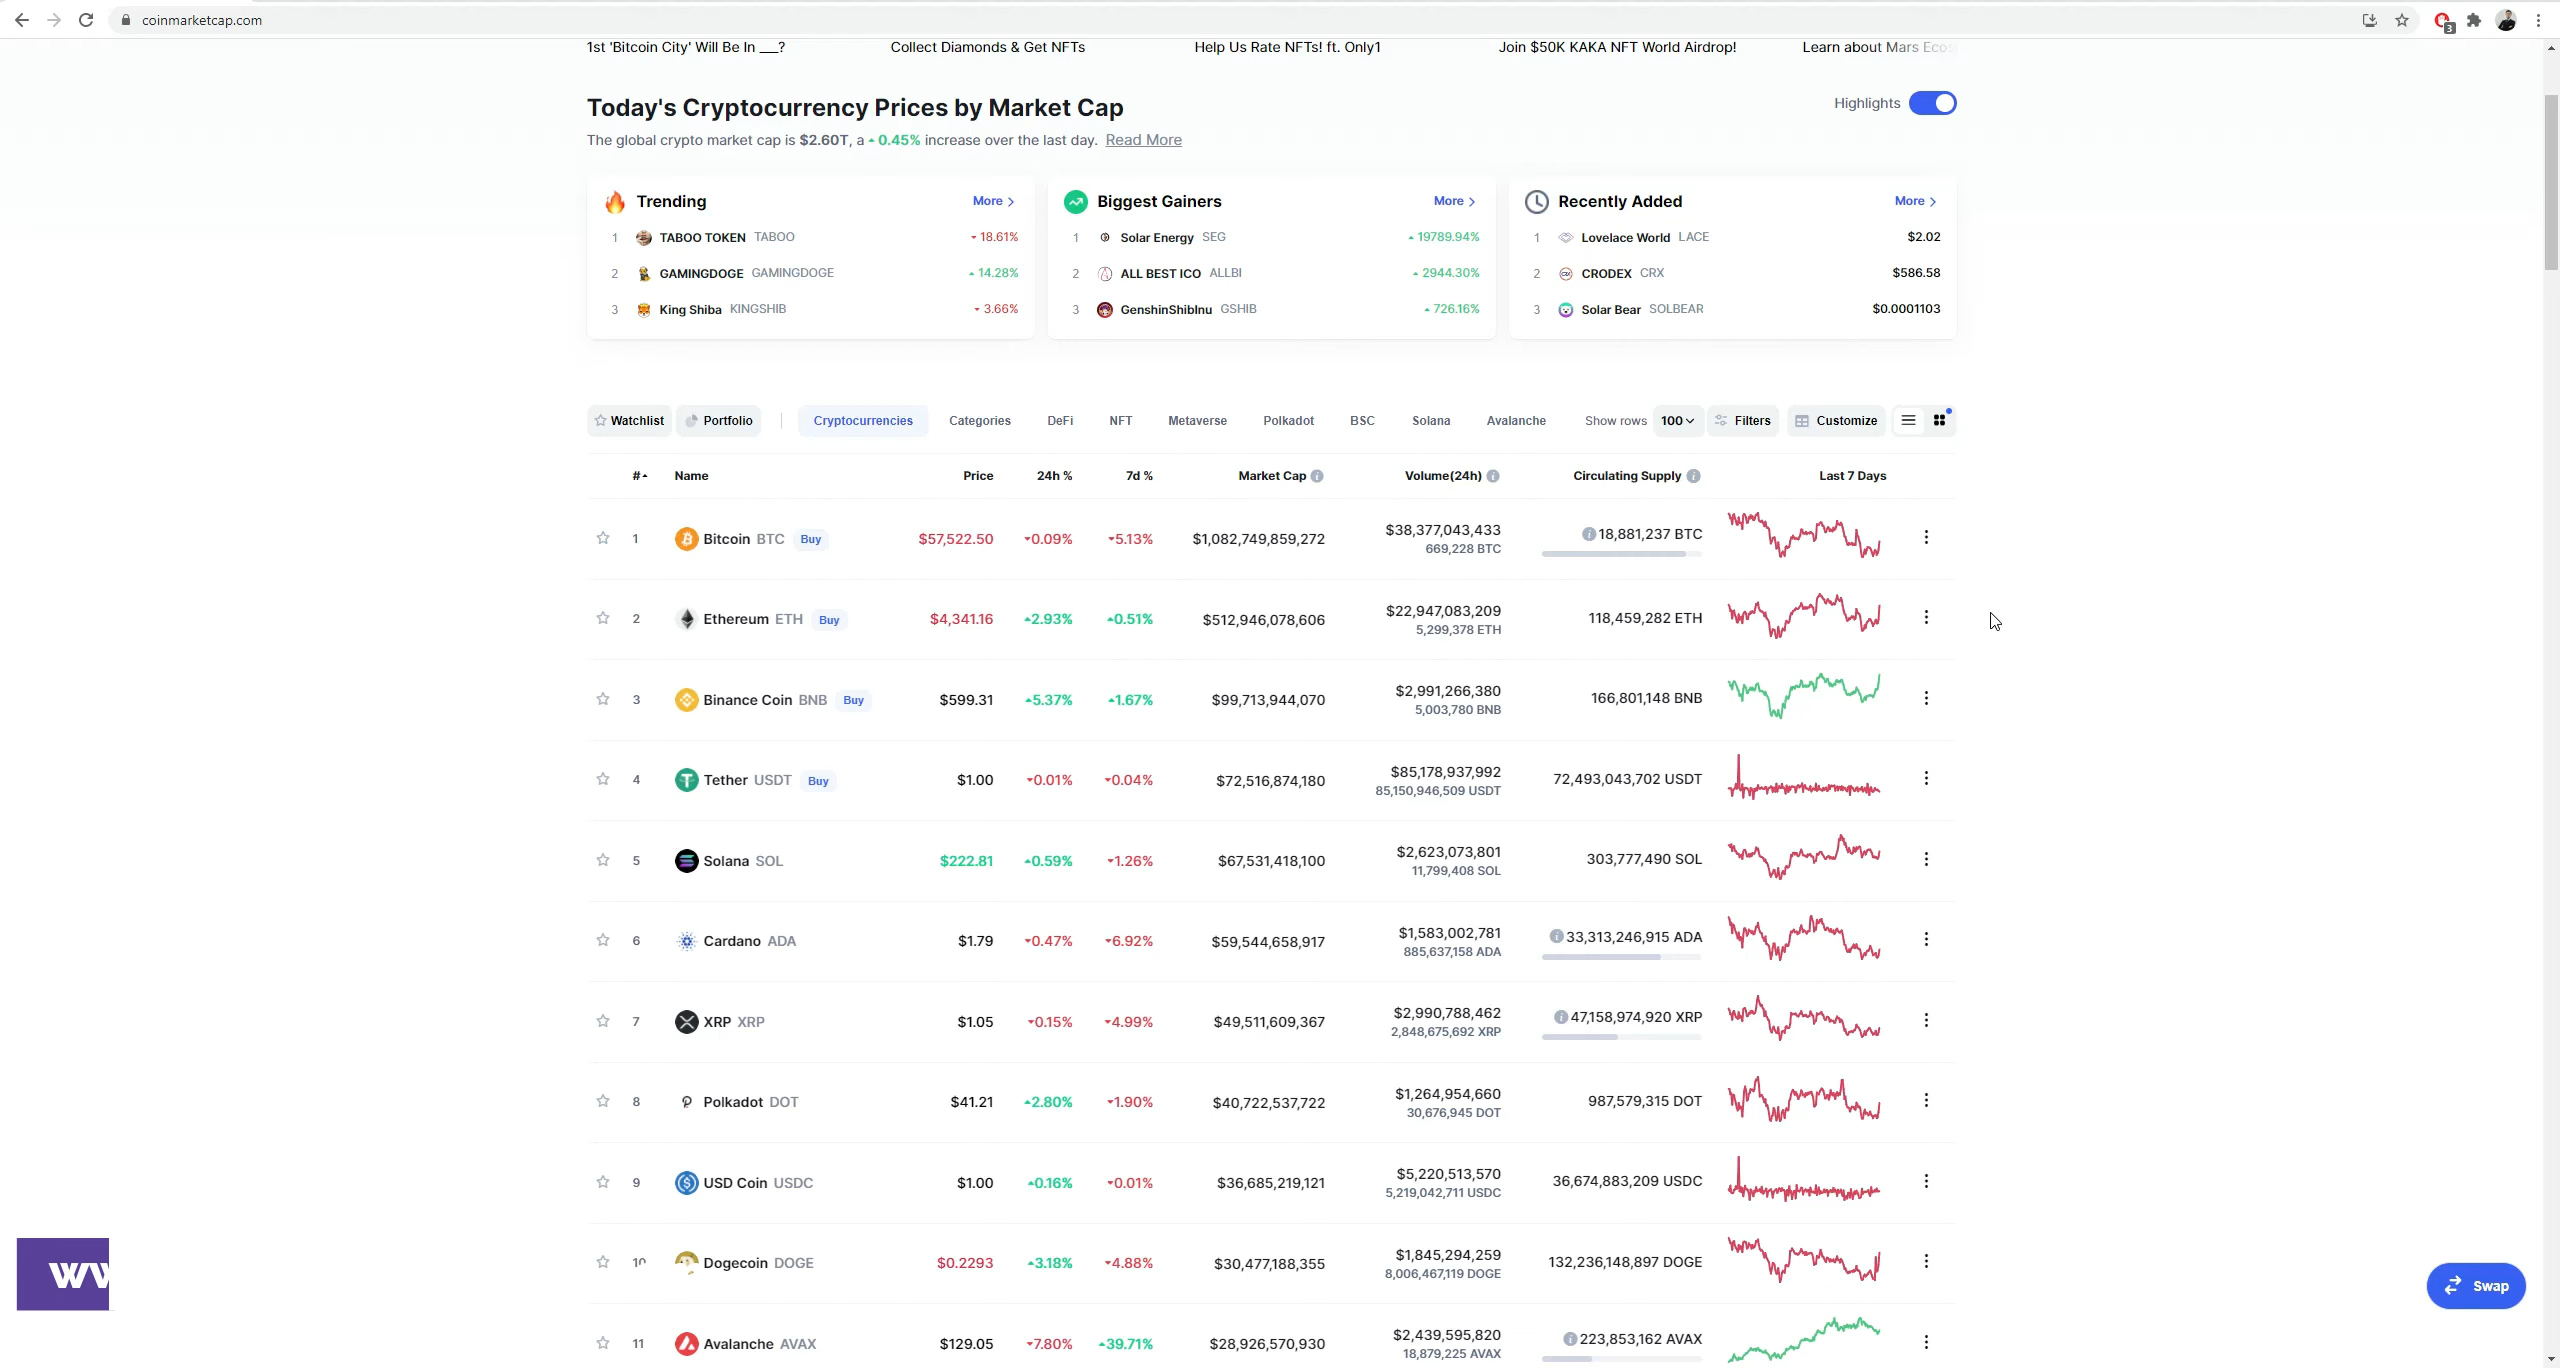 coinmarketcap.com
3
1st 'Bitcoin City' Will Be In ___? Collect Diamonds & Get NFTs Help Us Rate NFTs! ft. Only1 Join $50K KAKA NFT World Airdrop! Learn about Mars Ecos
Today's Cryptocurrency Prices by Market Cap Highlights
The global crypto market cap is $2.60T, a 0.45% increase over the last day. Read More
Trending More >
1 TABOO TOKEN TABOO 18.61%
2 GAMINGDOGE GAMINGDOGE 14.28%
3 King Shiba KINGSHIB 3.66%
Biggest Gainers More >
1 Solar Energy SEG 19789.94%
2 ALL BEST ICO ALLBI 2944.30%
3 GenshinShibInu GSHIB 726.16%
Recently Added More >
1 Lovelace World LACE $2.02
2 CRODEX CRX $586.58
3 Solar Bear SOLBEAR $0.0001103
Watchlist Portfolio Cryptocurrencies Categories DeFi NFT Metaverse Polkadot BSC Solana Avalanche Show rows 100 Filters Customize
# Name Price 24h % 7d % Market Cap Volume(24h) Circulating Supply Last 7 Days
1 Bitcoin BTC Buy $57,522.50 0.09% 5.13% $1,082,749,859,272 $38,377,043,433 18,881,237 BTC
669,228 BTC
2 Ethereum ETH Buy $4,341.16 2.93% 0.51% $512,946,078,606 $22,947,083,209 118,459,282 ETH
5,299,378 ETH
3 Binance Coin BNB Buy $599.31 5.37% 1.67% $99,713,944,070 $2,991,266,380 166,801,148 BNB
5,003,780 BNB
4 Tether USDT Buy $1.00 0.01% 0.04% $72,516,874,180 $85,178,937,992 72,493,043,702 USDT
85,150,946,509 USDT
5 Solana SOL $222.81 0.59% 1.26% $67,531,418,100 $2,623,073,801 303,777,490 SOL
11,799,408 SOL
6 Cardano ADA $1.79 0.47% 6.92% $59,544,658,917 $1,583,002,781 33,313,246,915 ADA
885,637,158 ADA
7 XRP XRP $1.05 0.15% 4.99% $49,511,609,367 $2,990,788,462 47,158,974,920 XRP
2,848,675,692 XRP
8 Polkadot DOT $41.21 2.80% 1.90% $40,722,537,722 $1,264,954,660 987,579,315 DOT
30,676,945 DOT
9 USD Coin USDC $1.00 0.16% 0.01% $36,685,219,121 $5,220,513,570 36,674,883,209 USDC
5,219,042,711 USDC
10 Dogecoin DOGE $0.2293 3.18% 4.88% $30,477,188,355 $1,845,294,259 132,236,148,897 DOGE
8,006,467,119 DOGE
Swap
11 Avalanche AVAX $129.05 7.80% 39.71% $28,926,570,930 $2,439,595,820 223,853,162 AVAX
18,879,225 AVAX